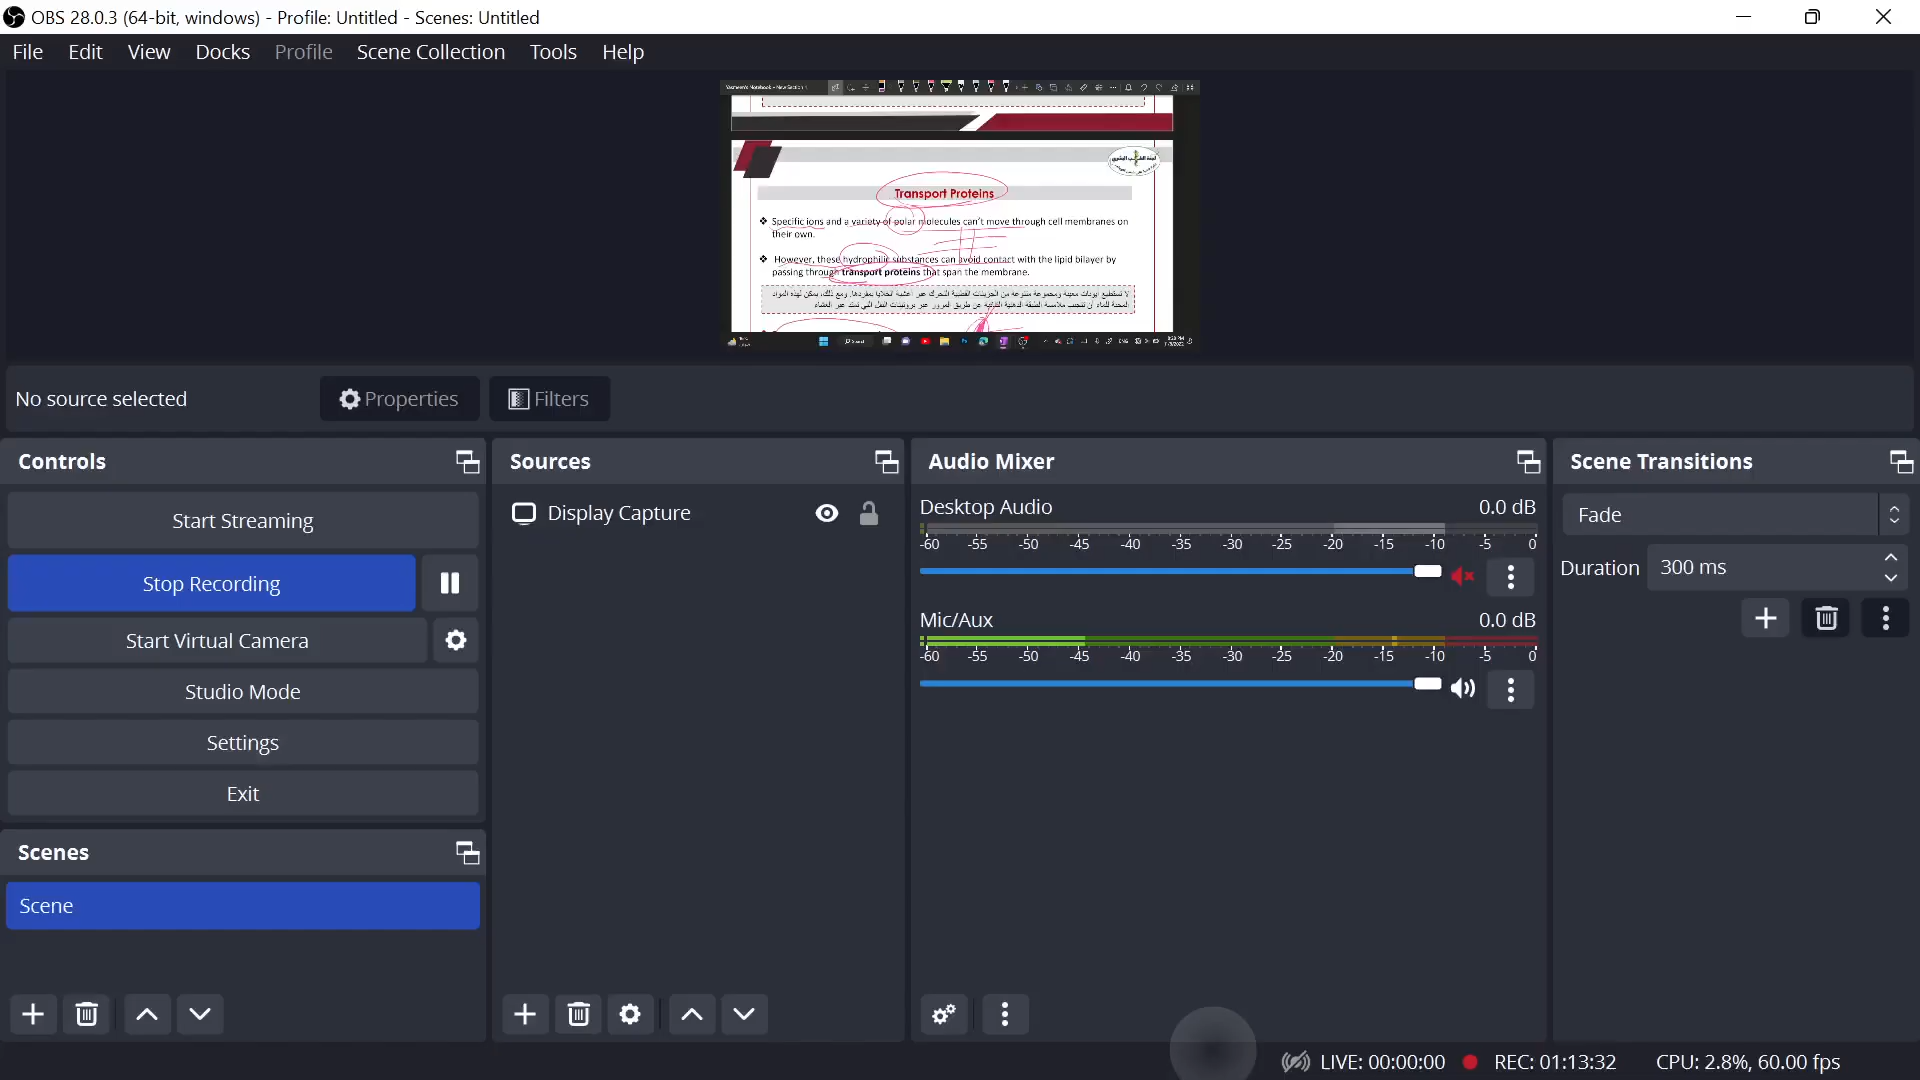 OBS 28.0.3 (64-bit, windows) - Profile: Untitled - Scenes: Untitled
File Edit View Docks Profile Scene Collection Tools Help
Yasmeen's Notebook - New Section 1
Transport Proteins
❖ Specific ions and a variety of polar molecules can't move through cell membranes on
their own.
❖ However, these hydrophilic substances can avoid contact with the lipid bilayer by
passing through transport proteins that span the membrane.
No source selected Properties Filters
Controls
Start Streaming
Stop Recording
Start Virtual Camera
Studio Mode
Settings
Exit
Scenes
Scene
Sources
Display Capture
Audio Mixer
Desktop Audio 0.0 dB
-60 -55 -50 -45 -40 -35 -30 -25 -20 -15 -10 -5 0
Mic/Aux 0.0 dB
-60 -55 -50 -45 -40 -35 -30 -25 -20 -15 -10 -5 0
Scene Transitions
Fade
Duration 300 ms
LIVE: 00:00:00 REC: 01:13:32 CPU: 2.8%, 60.00 fps